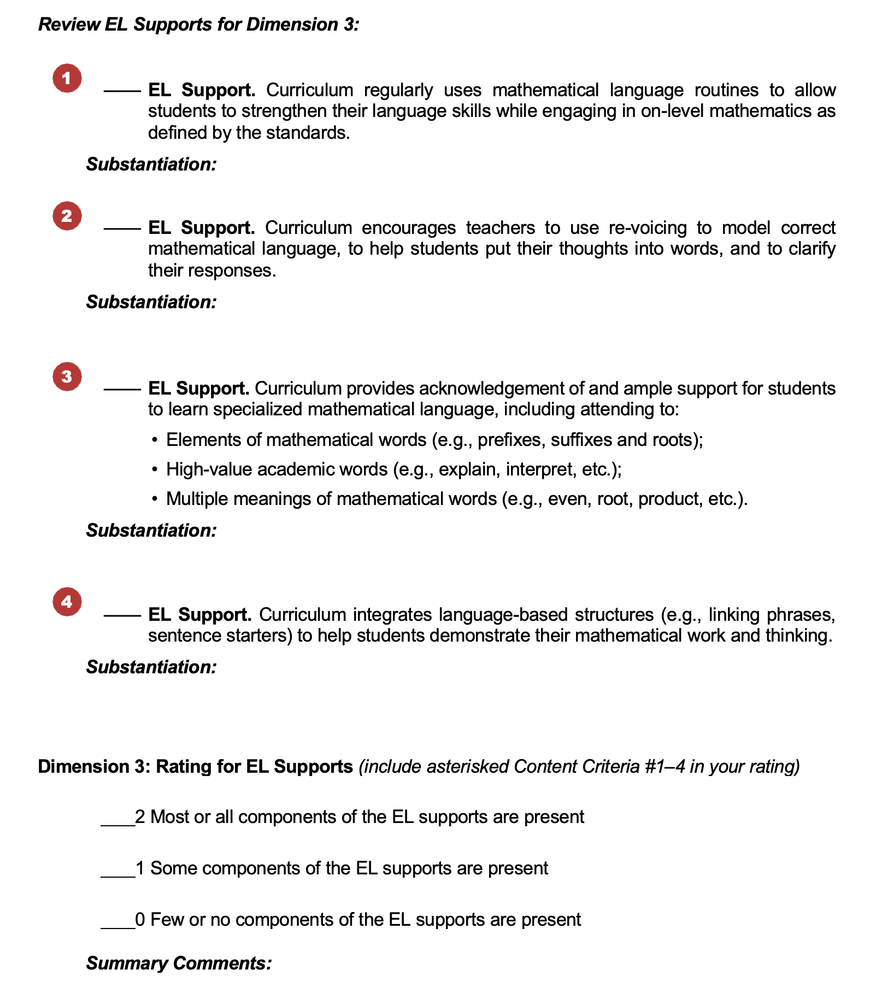 Review EL Supports for Dimension 3:
1
____ EL Support. Curriculum regularly uses mathematical language routines to allow
students to strengthen their language skills while engaging in on-level mathematics as
defined by the standards.
Substantiation:
2
____ EL Support. Curriculum encourages teachers to use re-voicing to model correct
mathematical language, to help students put their thoughts into words, and to clarify
their responses.
Substantiation:
3
____ EL Support. Curriculum provides acknowledgement of and ample support for students
to learn specialized mathematical language, including attending to:
• Elements of mathematical words (e.g., prefixes, suffixes and roots);
• High-value academic words (e.g., explain, interpret, etc.);
• Multiple meanings of mathematical words (e.g., even, root, product, etc.).
Substantiation:
4
____ EL Support. Curriculum integrates language-based structures (e.g., linking phrases,
sentence starters) to help students demonstrate their mathematical work and thinking.
Substantiation:
Dimension 3: Rating for EL Supports (include asterisked Content Criteria #1–4 in your rating)
____2 Most or all components of the EL supports are present
____1 Some components of the EL supports are present
____0 Few or no components of the EL supports are present
Summary Comments: